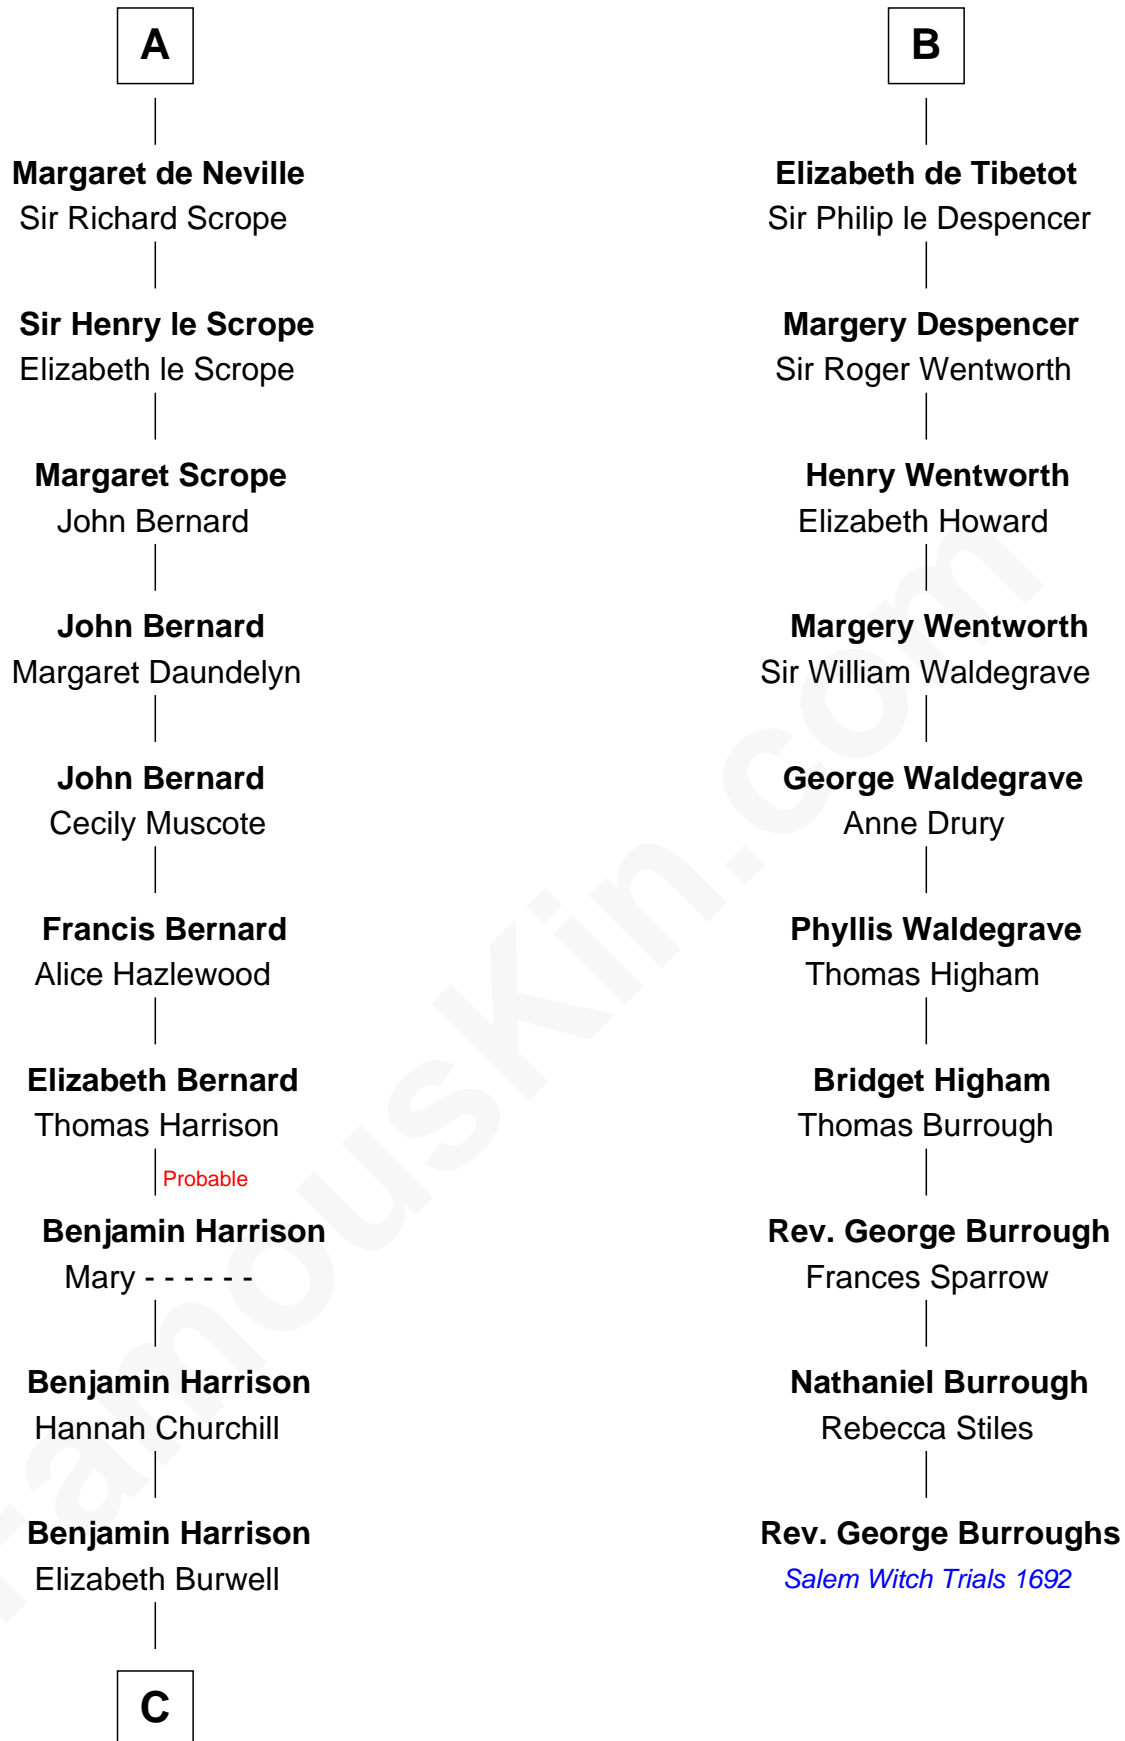 A
Margaret de Neville
Sir Richard Scrope
Sir Henry le Scrope
Elizabeth le Scrope
Margaret Scrope
John Bernard
John Bernard
Margaret Daundelyn
John Bernard
Cecily Muscote
Francis Bernard
Alice Hazlewood
Elizabeth Bernard
Thomas Harrison
Probable
Benjamin Harrison
Mary - - - - - -
Benjamin Harrison
Hannah Churchill
Benjamin Harrison
Elizabeth Burwell
C
B
Elizabeth de Tibetot
Sir Philip le Despencer
Margery Despencer
Sir Roger Wentworth
Henry Wentworth
Elizabeth Howard
Margery Wentworth
Sir William Waldegrave
George Waldegrave
Anne Drury
Phyllis Waldegrave
Thomas Higham
Bridget Higham
Thomas Burrough
Rev. George Burrough
Frances Sparrow
Nathaniel Burrough
Rebecca Stiles
Rev. George Burroughs
Salem Witch Trials 1692
FamousKin.com